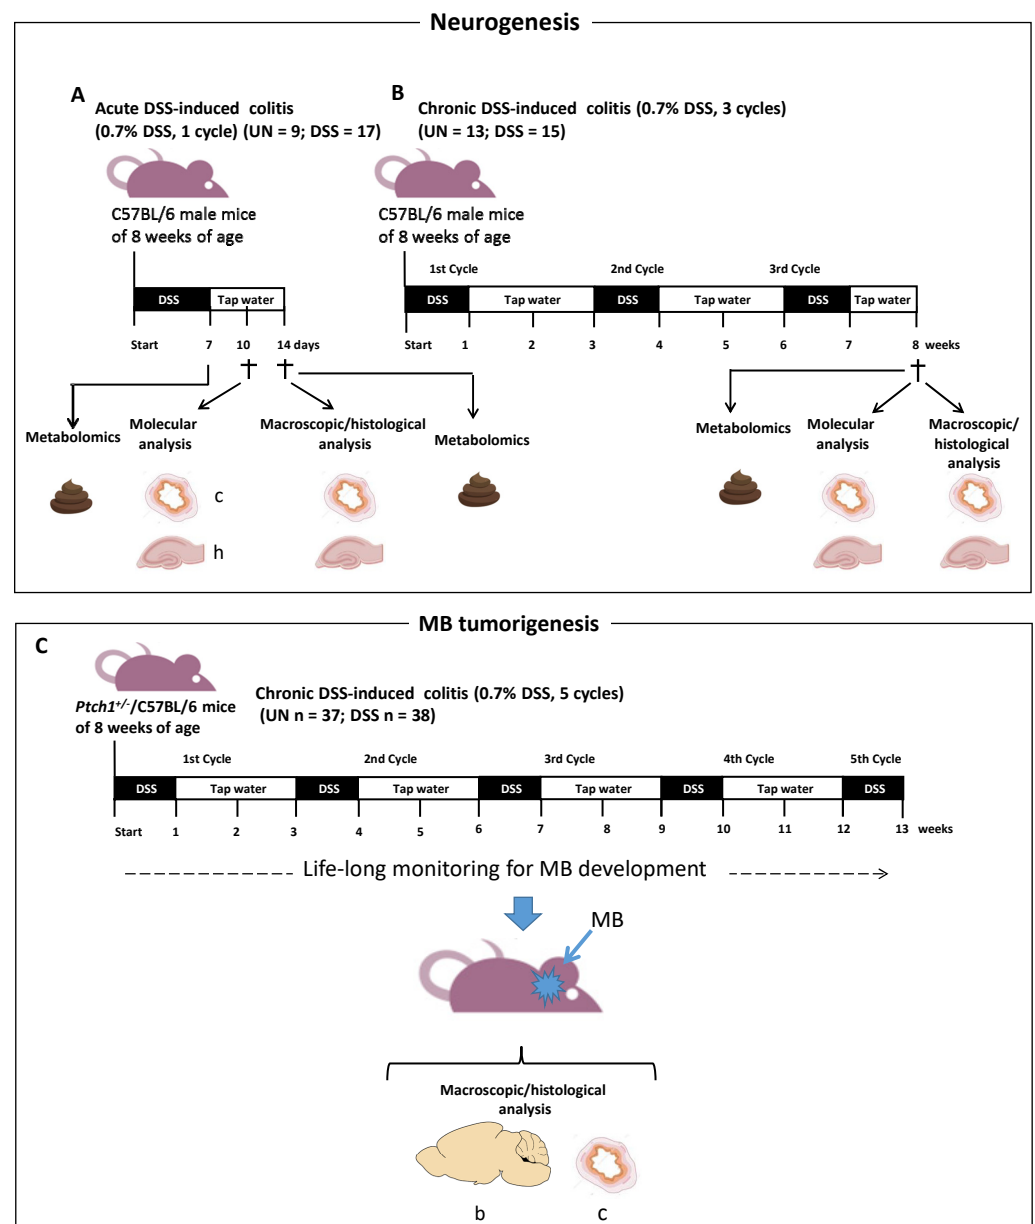 Neurogenesis
A
Acute DSS-induced colitis
(0.7% DSS, 1 cycle) (UN = 9; DSS = 17)
C57BL/6 male mice
of 8 weeks of age
DSS
Tap water
Start
7
10
14 days
Metabolomics
Molecular
analysis
Macroscopic/histological
analysis
Metabolomics
c
h
B
Chronic DSS-induced colitis (0.7% DSS, 3 cycles)
(UN = 13; DSS = 15)
C57BL/6 male mice
of 8 weeks of age
1st Cycle
2nd Cycle
3rd Cycle
DSS
Tap water
DSS
Tap water
DSS
Tap water
Start
1
2
3
4
5
6
7
8 weeks
Metabolomics
Molecular
analysis
Macroscopic/
histological
analysis
MB tumorigenesis
C
Ptch1+/-/C57BL/6 mice
of 8 weeks of age
Chronic DSS-induced colitis (0.7% DSS, 5 cycles)
(UN n = 37; DSS n = 38)
1st Cycle
2nd Cycle
3rd Cycle
4th Cycle
5th Cycle
DSS
Tap water
DSS
Tap water
DSS
Tap water
DSS
Tap water
DSS
Start
1
2
3
4
5
6
7
8
9
10
11
12
13 weeks
Life-long monitoring for MB development
MB
Macroscopic/histological
analysis
b
c